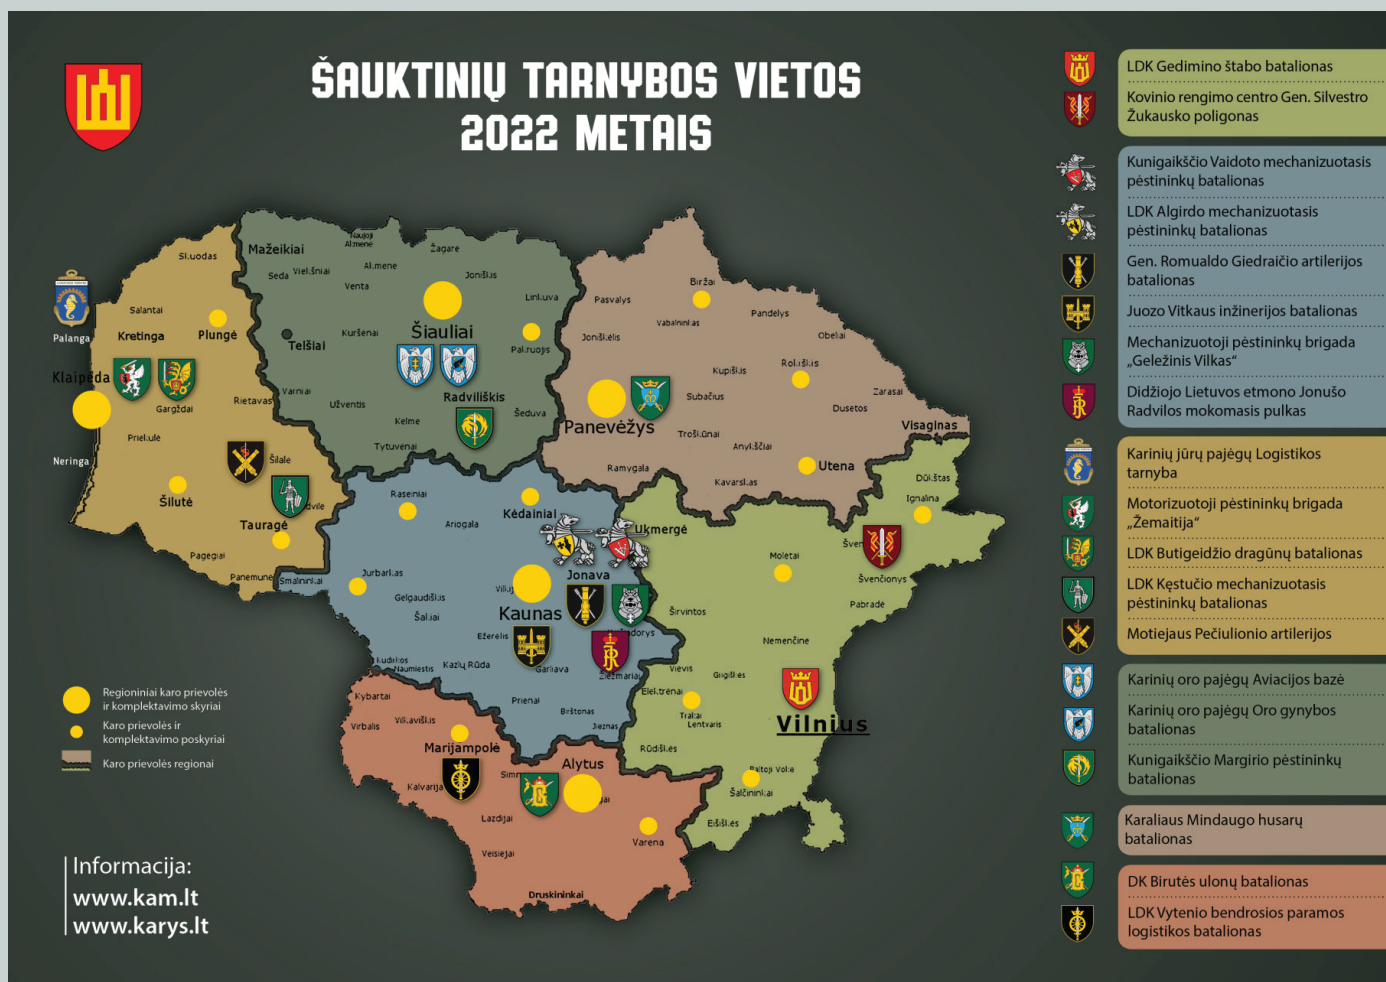 ŠAUKTINIŲ TARNYBOS VIETOS
2022 METAIS
LDK Gedimino štabo batalionas
Kovinio rengimo centro Gen. Silvestro
Žukausko poligonas
Kunigaikščio Vaidoto mechanizuotasis
pėstininkų batalionas
LDK Algirdo mechanizuotasis
pėstininkų batalionas
Gen. Romualdo Giedraičio artilerijos
batalionas
Juozo Vitkaus inžinerijos batalionas
Mechanizuotoji pėstininkų brigada
„Geležinis Vilkas“
Didžiojo Lietuvos etmono Jonušo
Radvilos mokomasis pulkas
Karinių jūrų pajėgų Logistikos
tarnyba
Motorizuotoji pėstininkų brigada
„Žemaitija“
LDK Butigeidžio dragūnų batalionas
LDK Kęstučio mechanizuotasis
pėstininkų batalionas
Motiejaus Pečiulionio artilerijos
Karinių oro pajėgų Aviacijos bazė
Karinių oro pajėgų Oro gynybos
batalionas
Kunigaikščio Margirio pėstininkų
batalionas
Karaliaus Mindaugo husarų
batalionas
DK Birutės ulonų batalionas
LDK Vytenio bendrosios paramos
logistikos batalionas
Palanga
Klaipėda
Neringa
Salantai
Kretinga
Plungė
Gargždai
Rietavas
Priekulė
Šilalė
Šilutė
Tauragė
Pagėgiai
Panemunė
Smalininkai
Mažeikiai
Seda
Viekšniai
Naujoji
Akmenė
Akmenė
Venta
Žagarė
Joniškis
Linkuva
Kuršėnai
Telšiai
Šiauliai
Pakruojis
Varniai
Užventis
Radviliškis
Kelmė
Šeduva
Tytuvėnai
Biržai
Pasvalys
Vabalninkas
Pandėlys
Joniškėlis
Obeliai
Kupiškis
Rokiškis
Subačius
Zarasai
Dusetos
Panevėžys
Troškūnai
Anykščiai
Visaginas
Ramygala
Kavarskas
Utena
Raseiniai
Ariogala
Kėdainiai
Jonava
Jurbarkas
Gelgaudiškis
Šakiai
Kaunas
Ežerėlis
Garliava
Žiežmariai
Kazlų Rūda
Naumiestis
Prienai
Birštonas
Jieznas
Ukmergė
Dūkštas
Ignalina
Molėtai
Švenčionys
Pabradė
Širvintos
Nemenčinė
Vievis
Grigiškės
Elektrėnai
Trakai
Lentvaris
Vilnius
Rūdiškės
Baltoji Vokė
Šalčininkai
Eišiškės
Kybartai
Virbalis
Vilkaviškis
Marijampolė
Kalvarija
Alytus
Lazdijai
Veisiejai
Varėna
Druskininkai
Regioniniai karo prievolės
ir komplektavimo skyriai
Karo prievolės ir
komplektavimo poskyriai
Karo prievolės regionai
Informacija:
www.kam.lt
www.karys.lt